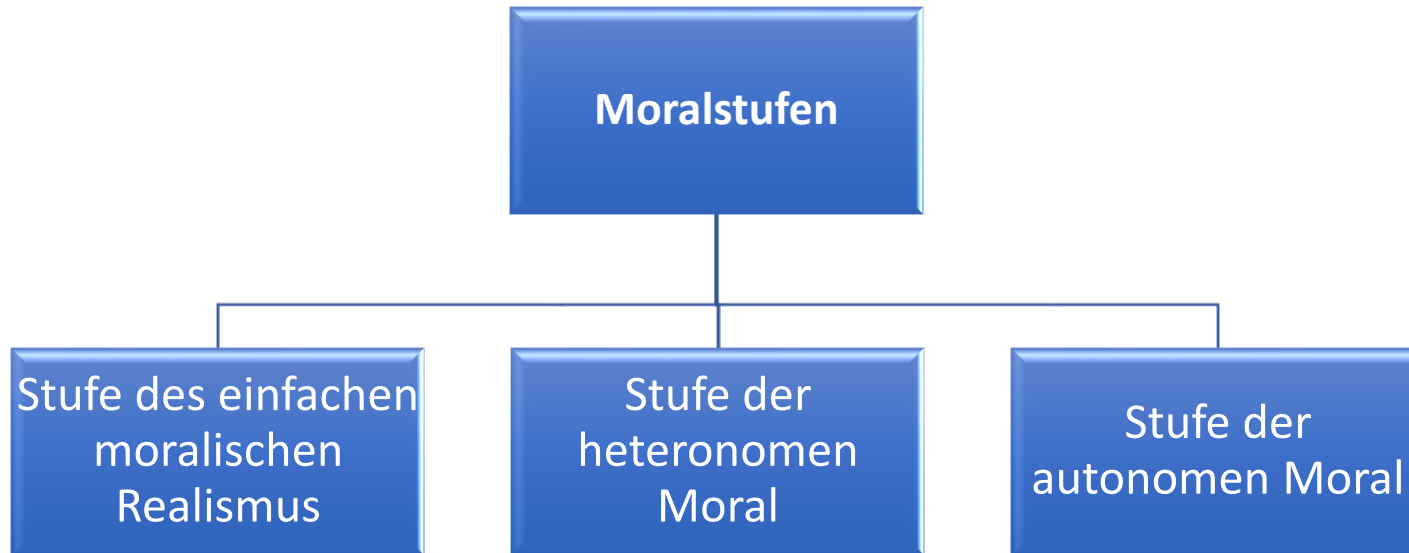 Moralstufen
Stufe des einfachen
moralischen
Realismus
Stufe der
heteronomen
Moral
Stufe der
autonomen Moral